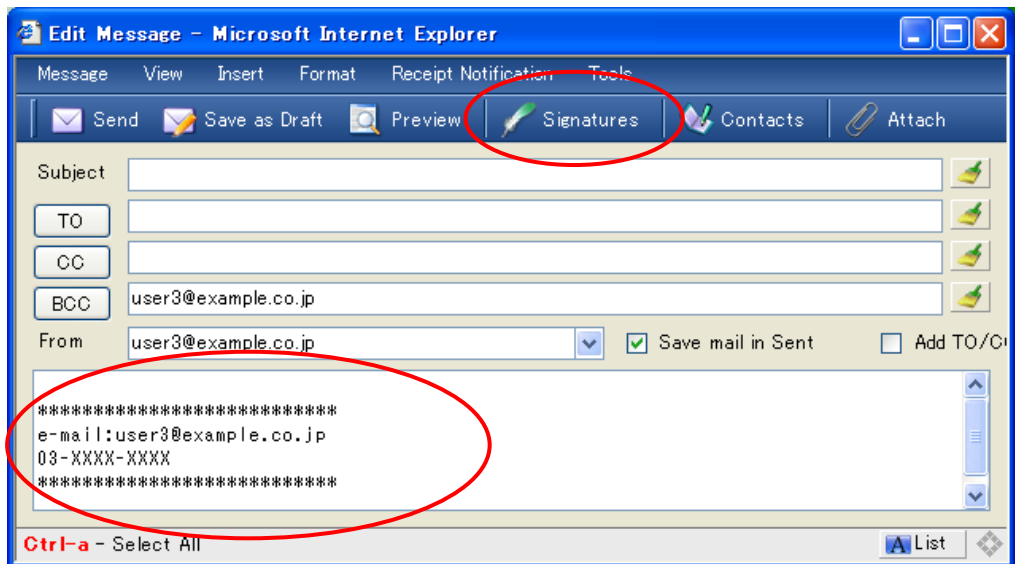 Edit Message - Microsoft Internet Explorer
Message View Insert Format Receipt Notification Tools
Send Save as Draft Preview Signatures Contacts Attach
Subject
TO
CC
BCC user3@example.co.jp
From user3@example.co.jp Save mail in Sent Add TO/C
***************************
e-mail:user3@example.co.jp
03-XXXX-XXXX
***************************
Ctrl-a - Select All A List